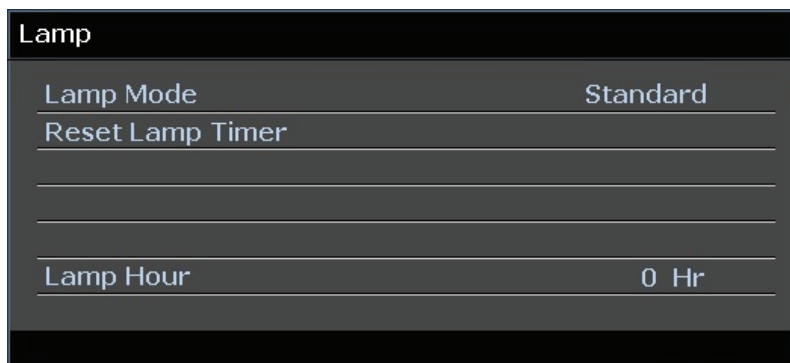 Lamp
Lamp Mode Standard
Reset Lamp Timer
Lamp Hour 0 Hr